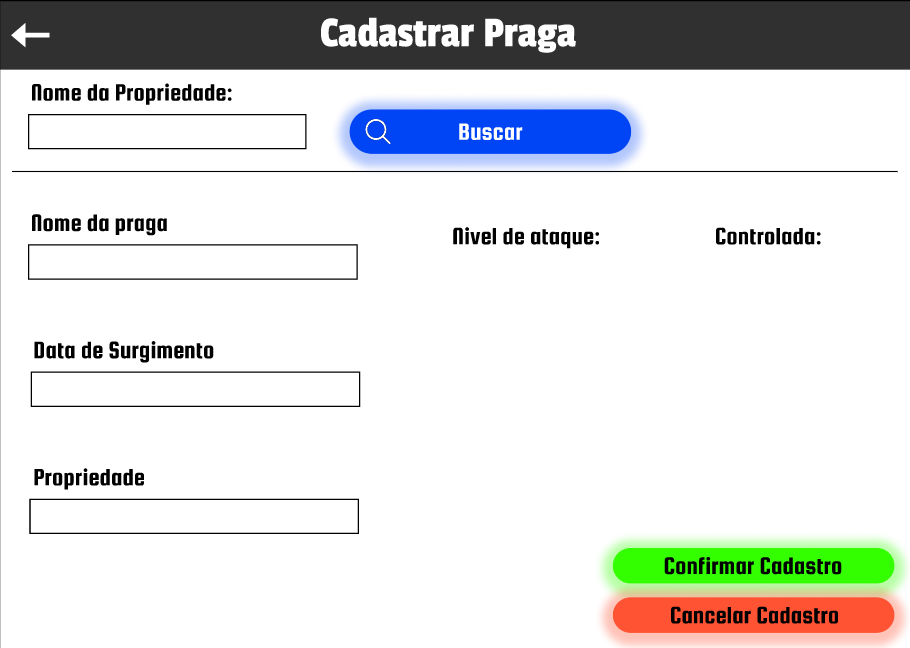 Cadastrar Praga
Nome da Propriedade:
Buscar
Nome da praga
Nivel de ataque:
Controlada:
Data de Surgimento
Propriedade
Confirmar Cadastro
Cancelar Cadastro